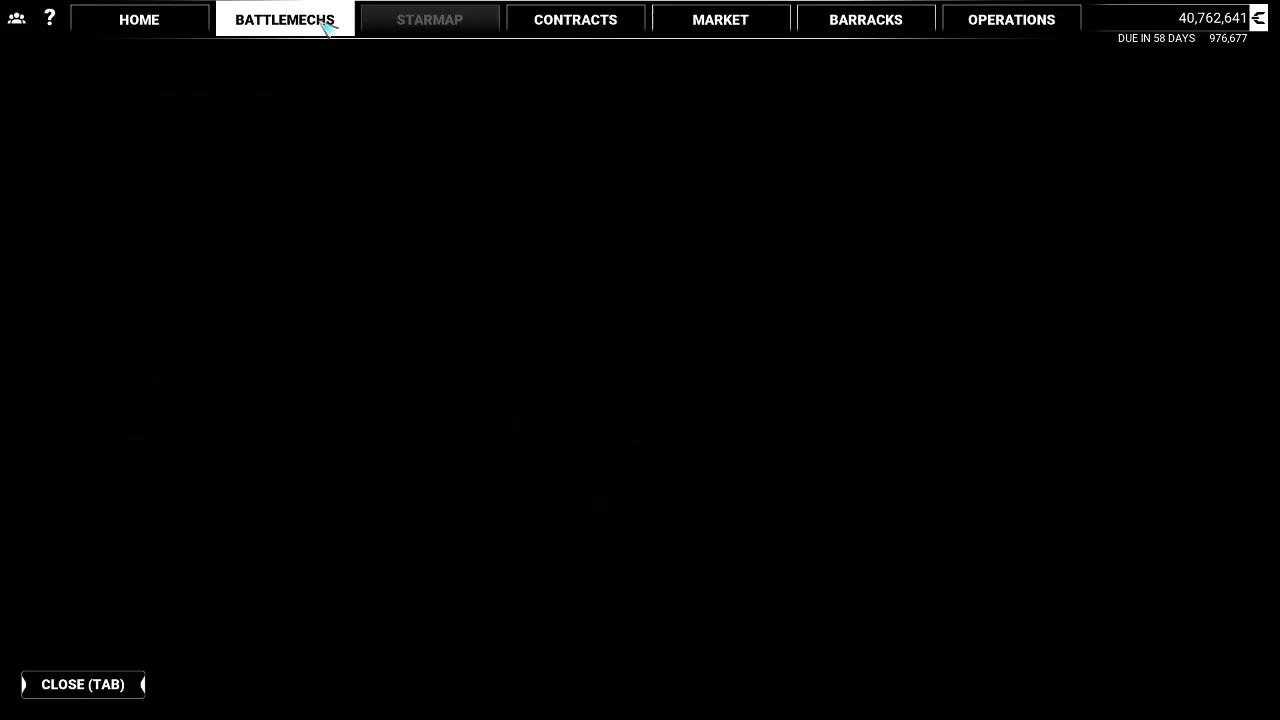 ? HOME BATTLEMECHS STARMAP CONTRACTS MARKET BARRACKS OPERATIONS 40,762,641
DUE IN 58 DAYS 976,677
CLOSE (TAB)